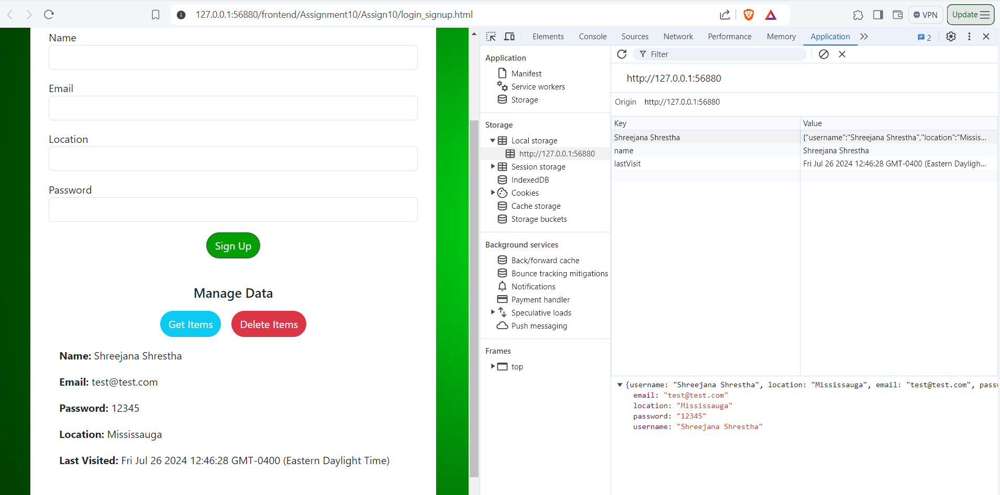 127.0.0.1:56880/frontend/Assignment10/Assign10/login_signup.html
VPN
Update
Name
Email
Location
Password
Sign Up
Manage Data
Get Items Delete Items
Name: Shreejana Shrestha
Email: test@test.com
Password: 12345
Location: Mississauga
Last Visited: Fri Jul 26 2024 12:46:28 GMT-0400 (Eastern Daylight Time)
Elements Console Sources Network Performance Memory Application 2
Application
Manifest
Service workers
Storage
Storage
Local storage
http://127.0.0.1:56880
Session storage
IndexedDB
Cookies
Cache storage
Storage buckets
Background services
Back/forward cache
Bounce tracking mitigations
Notifications
Payment handler
Speculative loads
Push messaging
Frames
top
Filter
http://127.0.0.1:56880
Origin http://127.0.0.1:56880
Key Value
Shreejana Shrestha {"username":"Shreejana Shrestha","location":"Missis...
name Shreejana Shrestha
lastVisit Fri Jul 26 2024 12:46:28 GMT-0400 (Eastern Dayligh...
{username: "Shreejana Shrestha", location: "Mississauga", email: "test@test.com", passw
email: "test@test.com"
location: "Mississauga"
password: "12345"
username: "Shreejana Shrestha"